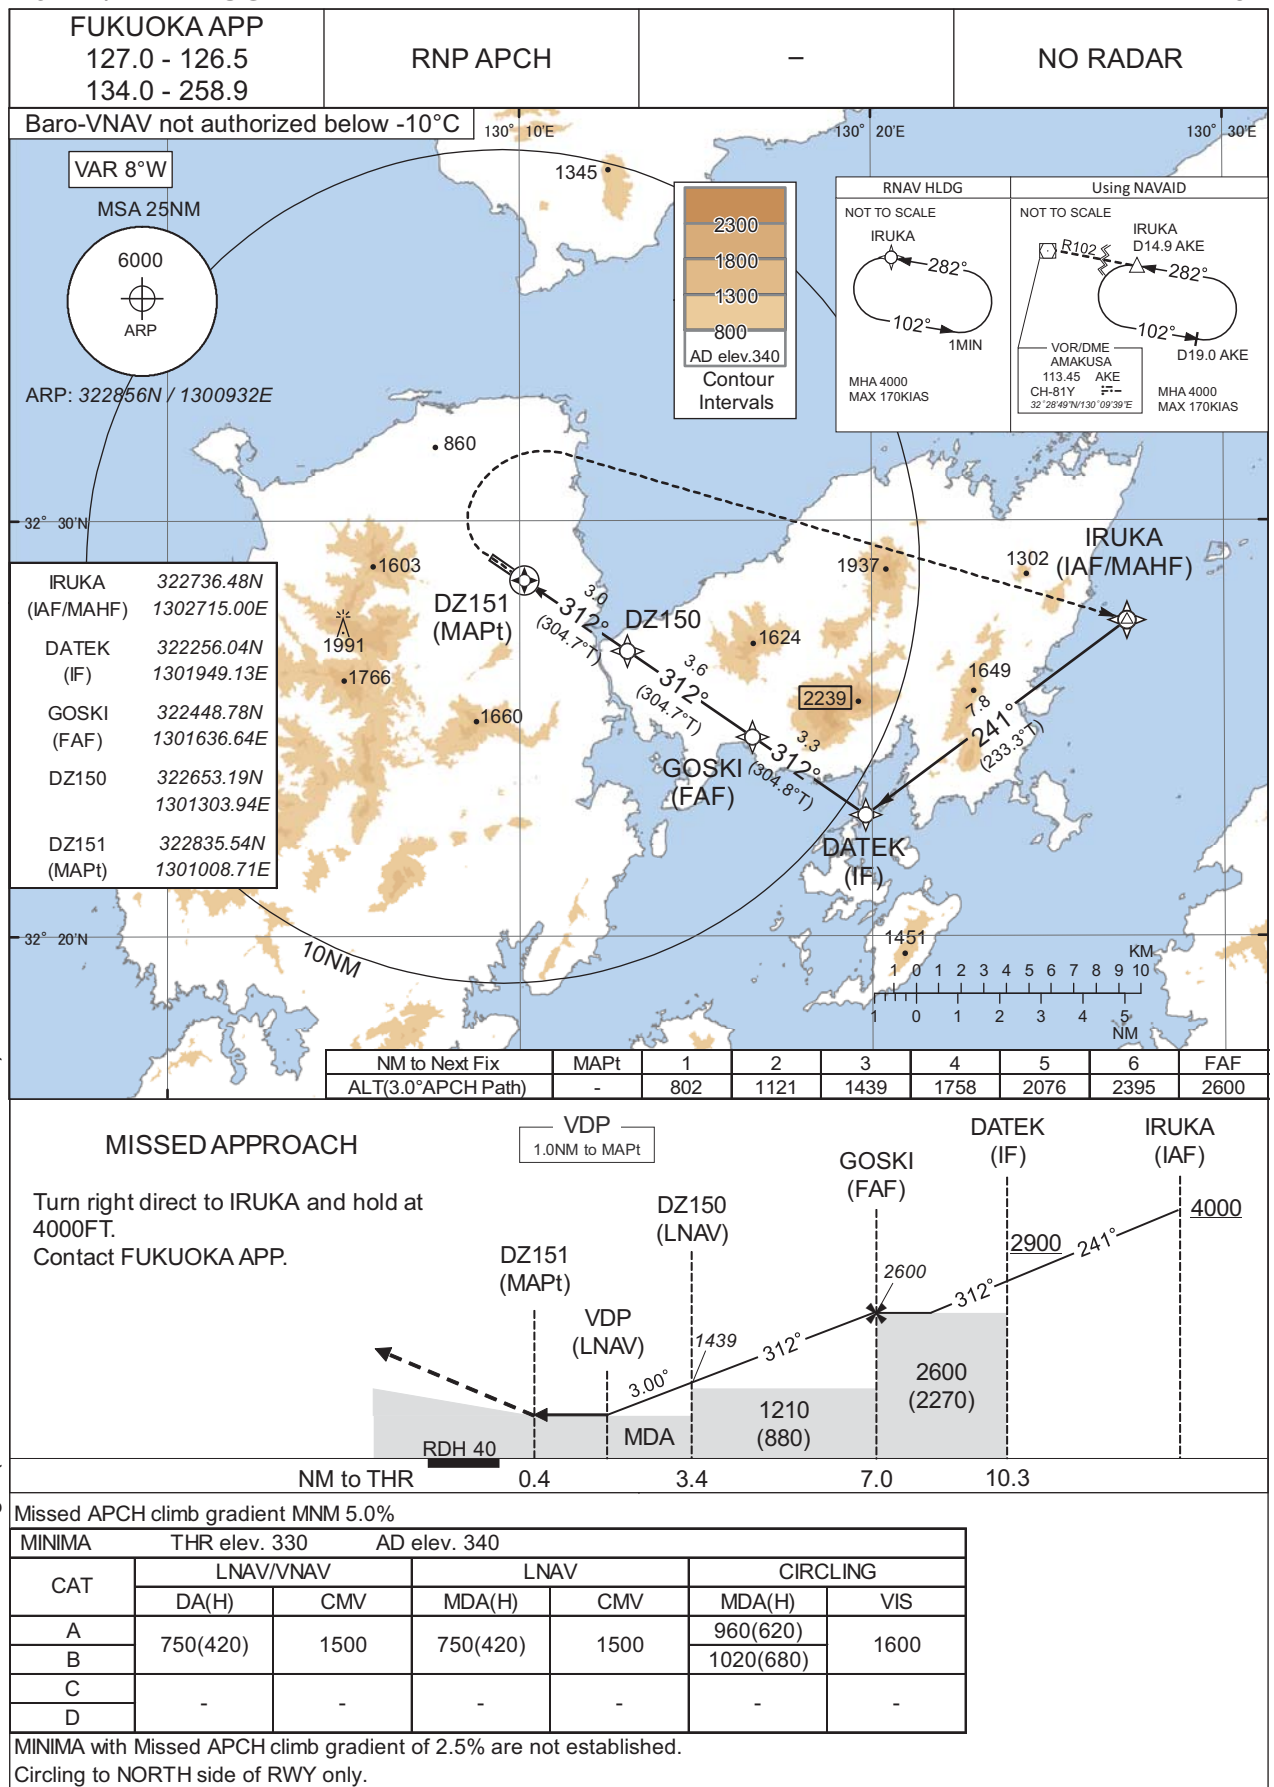 FUKUOKA APP
127.0 - 126.5
134.0 - 258.9
RNP APCH
–
NO RADAR
Baro-VNAV not authorized below -10°C
130° 10'E
130° 20'E
130° 30'E
VAR 8°W
MSA 25NM
6000
ARP
ARP: 322856N / 1300932E
1345
2300
1800
1300
800
AD elev.340
Contour
Intervals
RNAV HLDG
NOT TO SCALE
IRUKA
282°
102°
1MIN
MHA 4000
MAX 170KIAS
Using NAVAID
NOT TO SCALE
IRUKA
D14.9 AKE
R102
282°
102°
D19.0 AKE
VOR/DME
AMAKUSA
113.45 AKE
CH-81Y
32°28'49"N/130°09'39"E
MHA 4000
MAX 170KIAS
860
32° 30'N
1603
1991
1766
1660
1937
1302
1624
1649
2239
1451
IRUKA
(IAF/MAHF)
DZ151
(MAPt)
DZ150
GOSKI
(FAF)
DATEK
(IF)
3.0
312°
(304.7°T)
3.6
312°
(304.7°T)
3.3
312°
(304.8°T)
7.8
241°
(233.3°T)
IRUKA 322736.48N
(IAF/MAHF) 1302715.00E
DATEK 322256.04N
(IF) 1301949.13E
GOSKI 322448.78N
(FAF) 1301636.64E
DZ150 322653.19N
1301303.94E
DZ151 322835.54N
(MAPt) 1301008.71E
32° 20'N
10NM
KM
1 0 1 2 3 4 5 6 7 8 9 10
1 0 1 2 3 4 5
NM
NM to Next Fix MAPt 1 2 3 4 5 6 FAF
ALT(3.0°APCH Path) - 802 1121 1439 1758 2076 2395 2600
MISSED APPROACH
Turn right direct to IRUKA and hold at
4000FT.
Contact FUKUOKA APP.
VDP
1.0NM to MAPt
DZ151
(MAPt)
VDP
(LNAV)
DZ150
(LNAV)
GOSKI
(FAF)
DATEK
(IF)
IRUKA
(IAF)
4000
2900
241°
312°
2600
312°
1439
3.00°
2600
(2270)
1210
(880)
MDA
RDH 40
NM to THR 0.4 3.4 7.0 10.3
Missed APCH climb gradient MNM 5.0%
MINIMA THR elev. 330 AD elev. 340
CAT LNAV/VNAV LNAV CIRCLING
DA(H) CMV MDA(H) CMV MDA(H) VIS
A 750(420) 1500 750(420) 1500 960(620) 1600
B 1020(680)
C - - - - - -
D
MINIMA with Missed APCH climb gradient of 2.5% are not established.
Circling to NORTH side of RWY only.